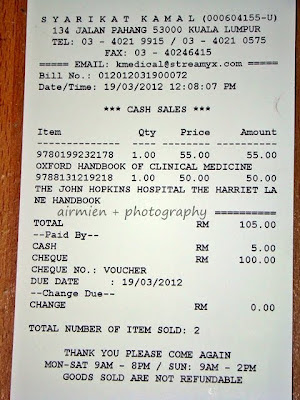 SYARIKAT KAMAL (000604155-U)
134 JALAN PAHANG 53000 KUALA LUMPUR
TEL: 03 - 4021 9915 / 03 - 4021 0575
FAX: 03 - 40246415
===== EMAIL: kmedical@streamyx.com =====
Bill No.: 012012031900072
Date/Time: 19/03/2012 12:08:07 PM
*** CASH SALES ***
Item Qty Price Amount
9780199232178 1.00 55.00 55.00
OXFORD HANDBOOK OF CLINICAL MEDICINE
9788131219218 1.00 50.00 50.00
THE JOHN HOPKINS HOSPITAL THE HARRIET LA
NE HANDBOOK
airmien + photography
TOTAL RM 105.00
--Paid By--
CASH RM 5.00
CHEQUE RM 100.00
CHEQUE NO.: VOUCHER
DUE DATE : 19/03/2012
--Change Due--
CHANGE RM 0.00
TOTAL NUMBER OF ITEM SOLD: 2
THANK YOU PLEASE COME AGAIN
MON-SAT 9AM - 8PM / SUN: 9AM - 2PM
GOODS SOLD ARE NOT REFUNDABLE